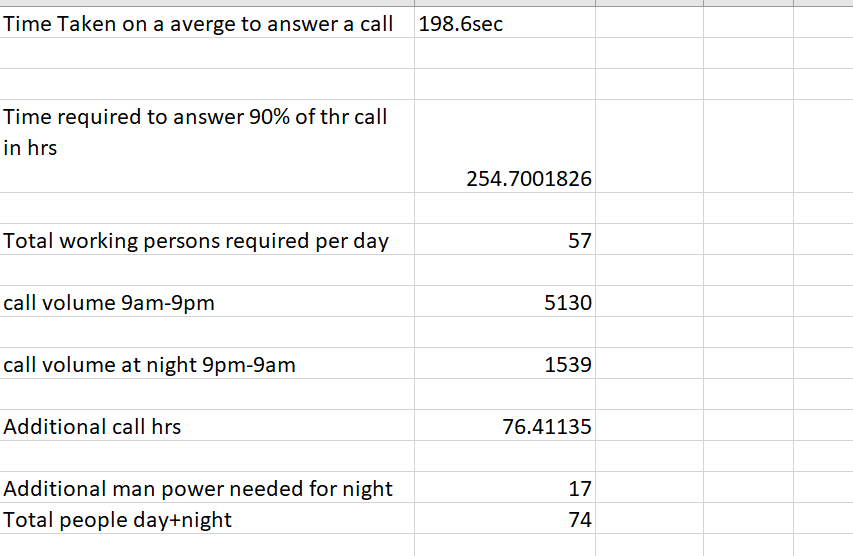 Time Taken on a averge to answer a call 198.6sec
Time required to answer 90% of thr call
in hrs
254.7001826
Total working persons required per day 57
call volume 9am-9pm 5130
call volume at night 9pm-9am 1539
Additional call hrs 76.41135
Additional man power needed for night 17
Total people day+night 74